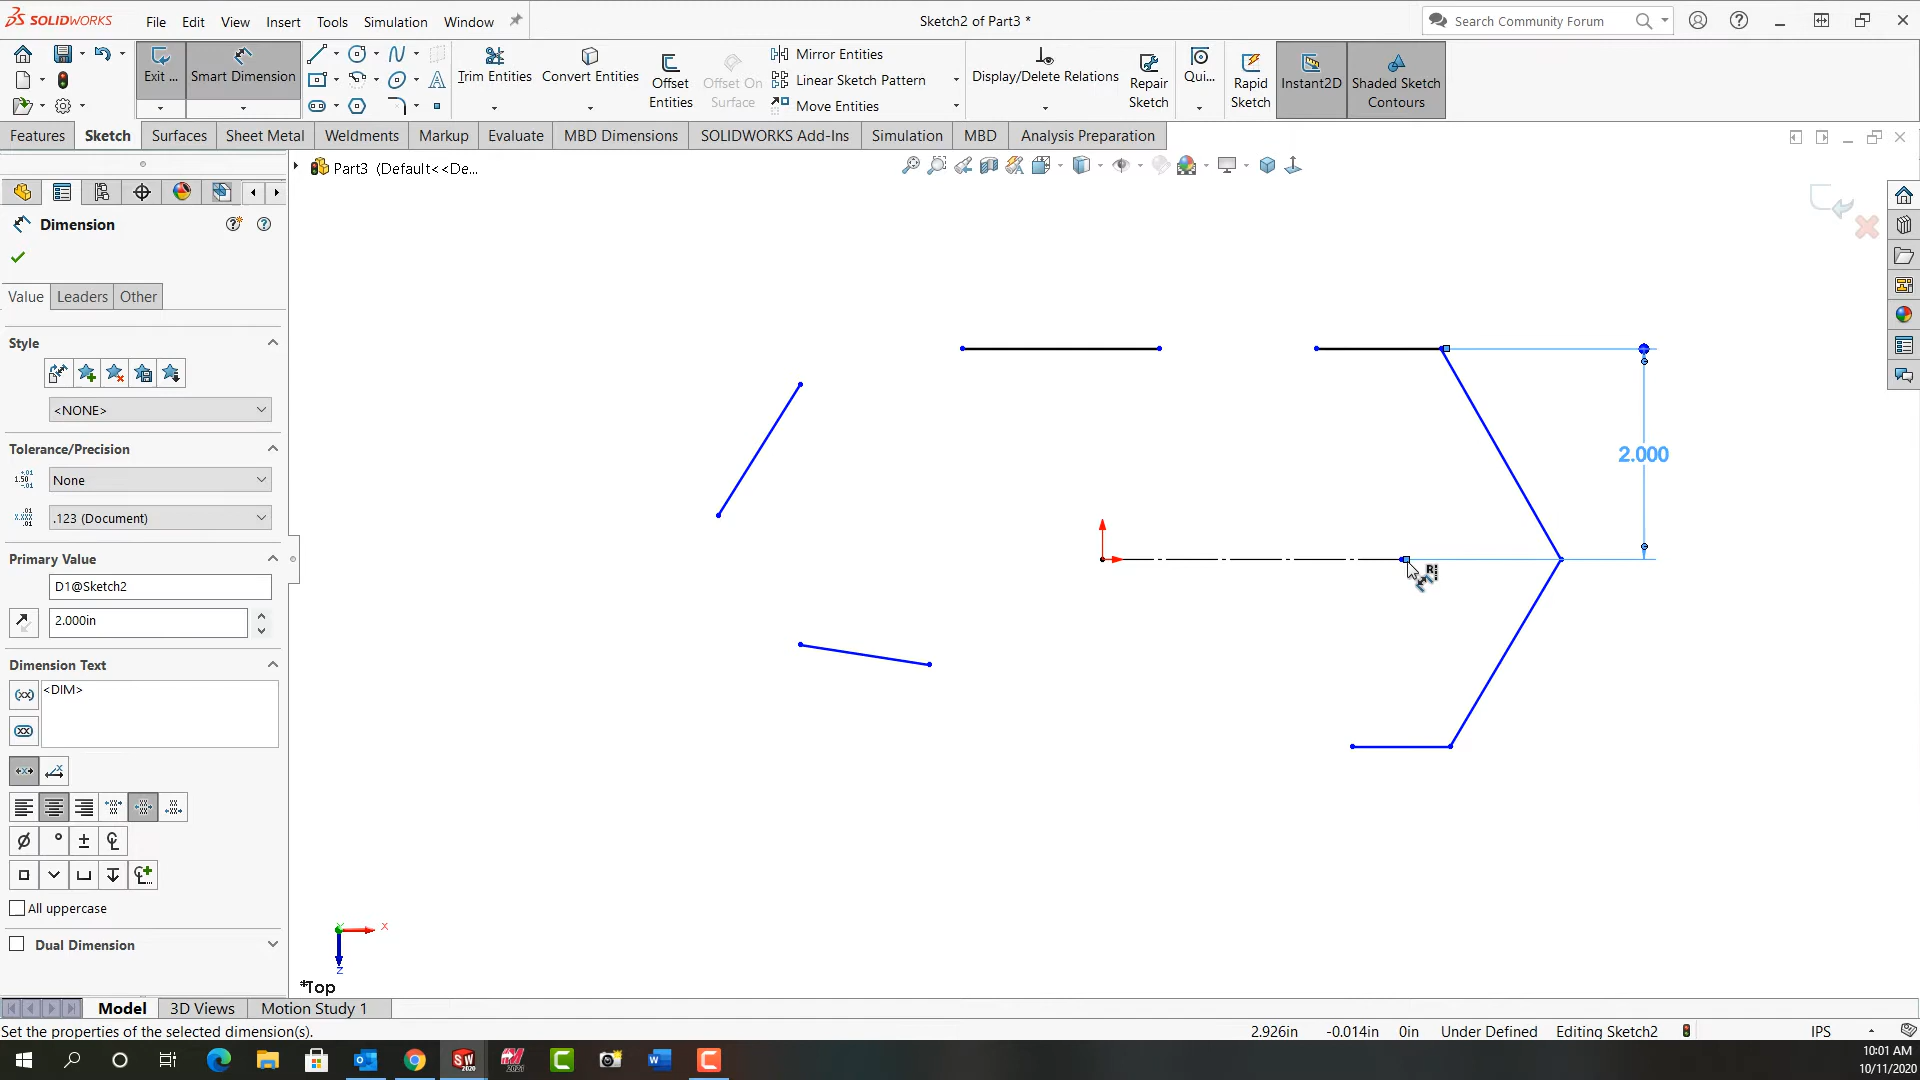 SOLIDWORKS File Edit View Insert Tools Simulation Window Sketch2 of Part3 * Search Community Forum
Exit ... Smart Dimension Trim Entities Convert Entities Offset Entities Offset On Surface Mirror Entities Linear Sketch Pattern Move Entities Display/Delete Relations Repair Sketch Qui... Rapid Sketch Instant2D Shaded Sketch Contours
Features Sketch Surfaces Sheet Metal Weldments Markup Evaluate MBD Dimensions SOLIDWORKS Add-Ins Simulation MBD Analysis Preparation
Part3 (Default<<De...
Dimension
Value Leaders Other
Style
<NONE>
Tolerance/Precision
None
.123 (Document)
Primary Value
D1@Sketch2
2.000in
Dimension Text
<DIM>
All uppercase
Dual Dimension
2.000
X
Z
*Top
Model 3D Views Motion Study 1
Set the properties of the selected dimension(s). 2.926in -0.014in 0in Under Defined Editing Sketch2 IPS
10:01 AM
10/11/2020